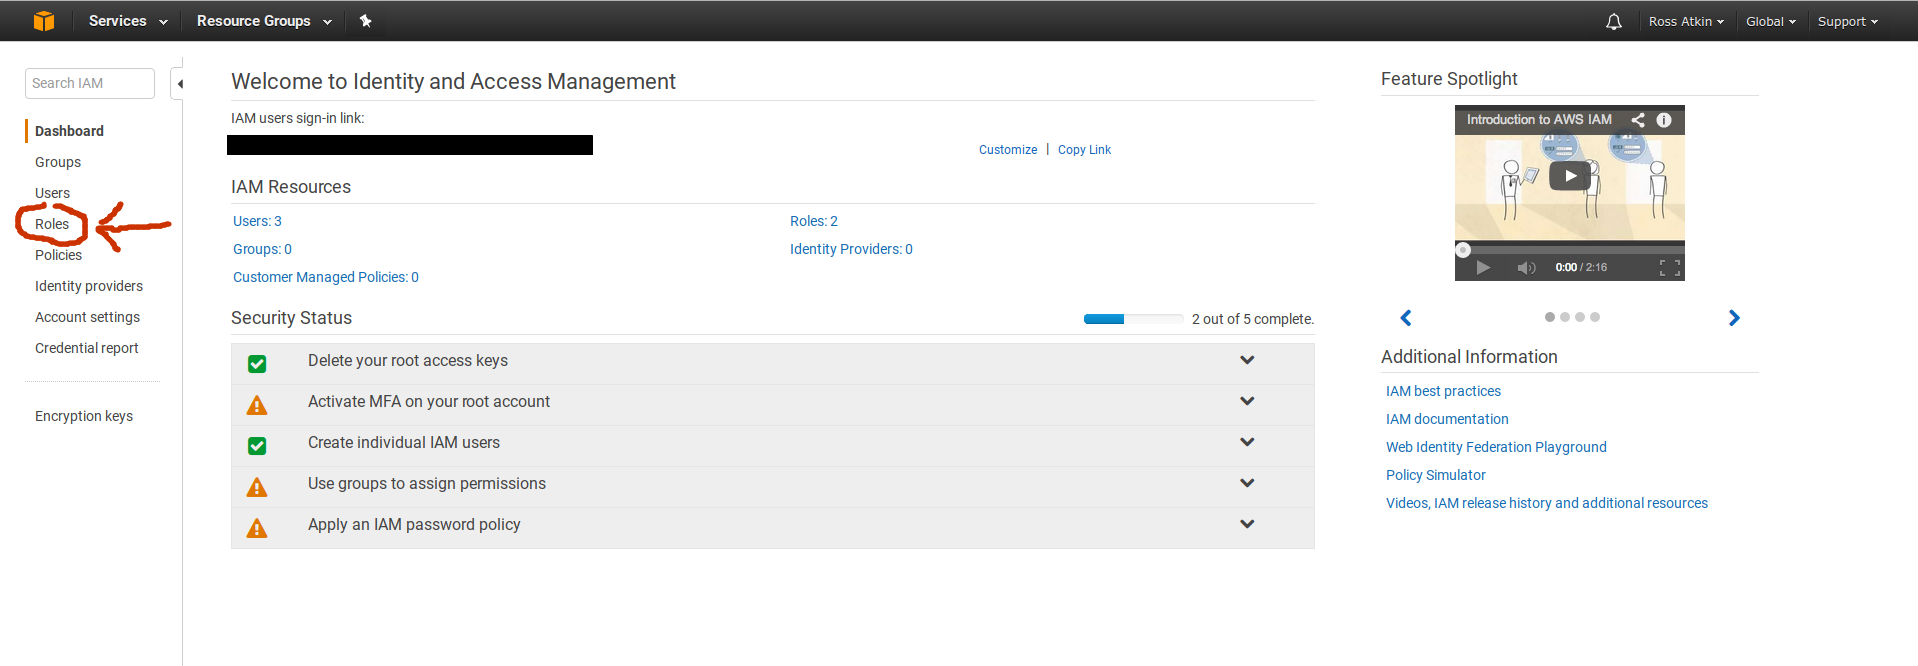 Services Resource Groups Ross Atkin Global Support
Search IAM
Dashboard
Groups
Users
Roles
Policies
Identity providers
Account settings
Credential report
Encryption keys
Welcome to Identity and Access Management
IAM users sign-in link:
Customize | Copy Link
IAM Resources
Users: 3 Roles: 2
Groups: 0 Identity Providers: 0
Customer Managed Policies: 0
Security Status 2 out of 5 complete.
Delete your root access keys
Activate MFA on your root account
Create individual IAM users
Use groups to assign permissions
Apply an IAM password policy
Feature Spotlight
Introduction to AWS IAM
0:00 / 2:16
Additional Information
IAM best practices
IAM documentation
Web Identity Federation Playground
Policy Simulator
Videos, IAM release history and additional resources